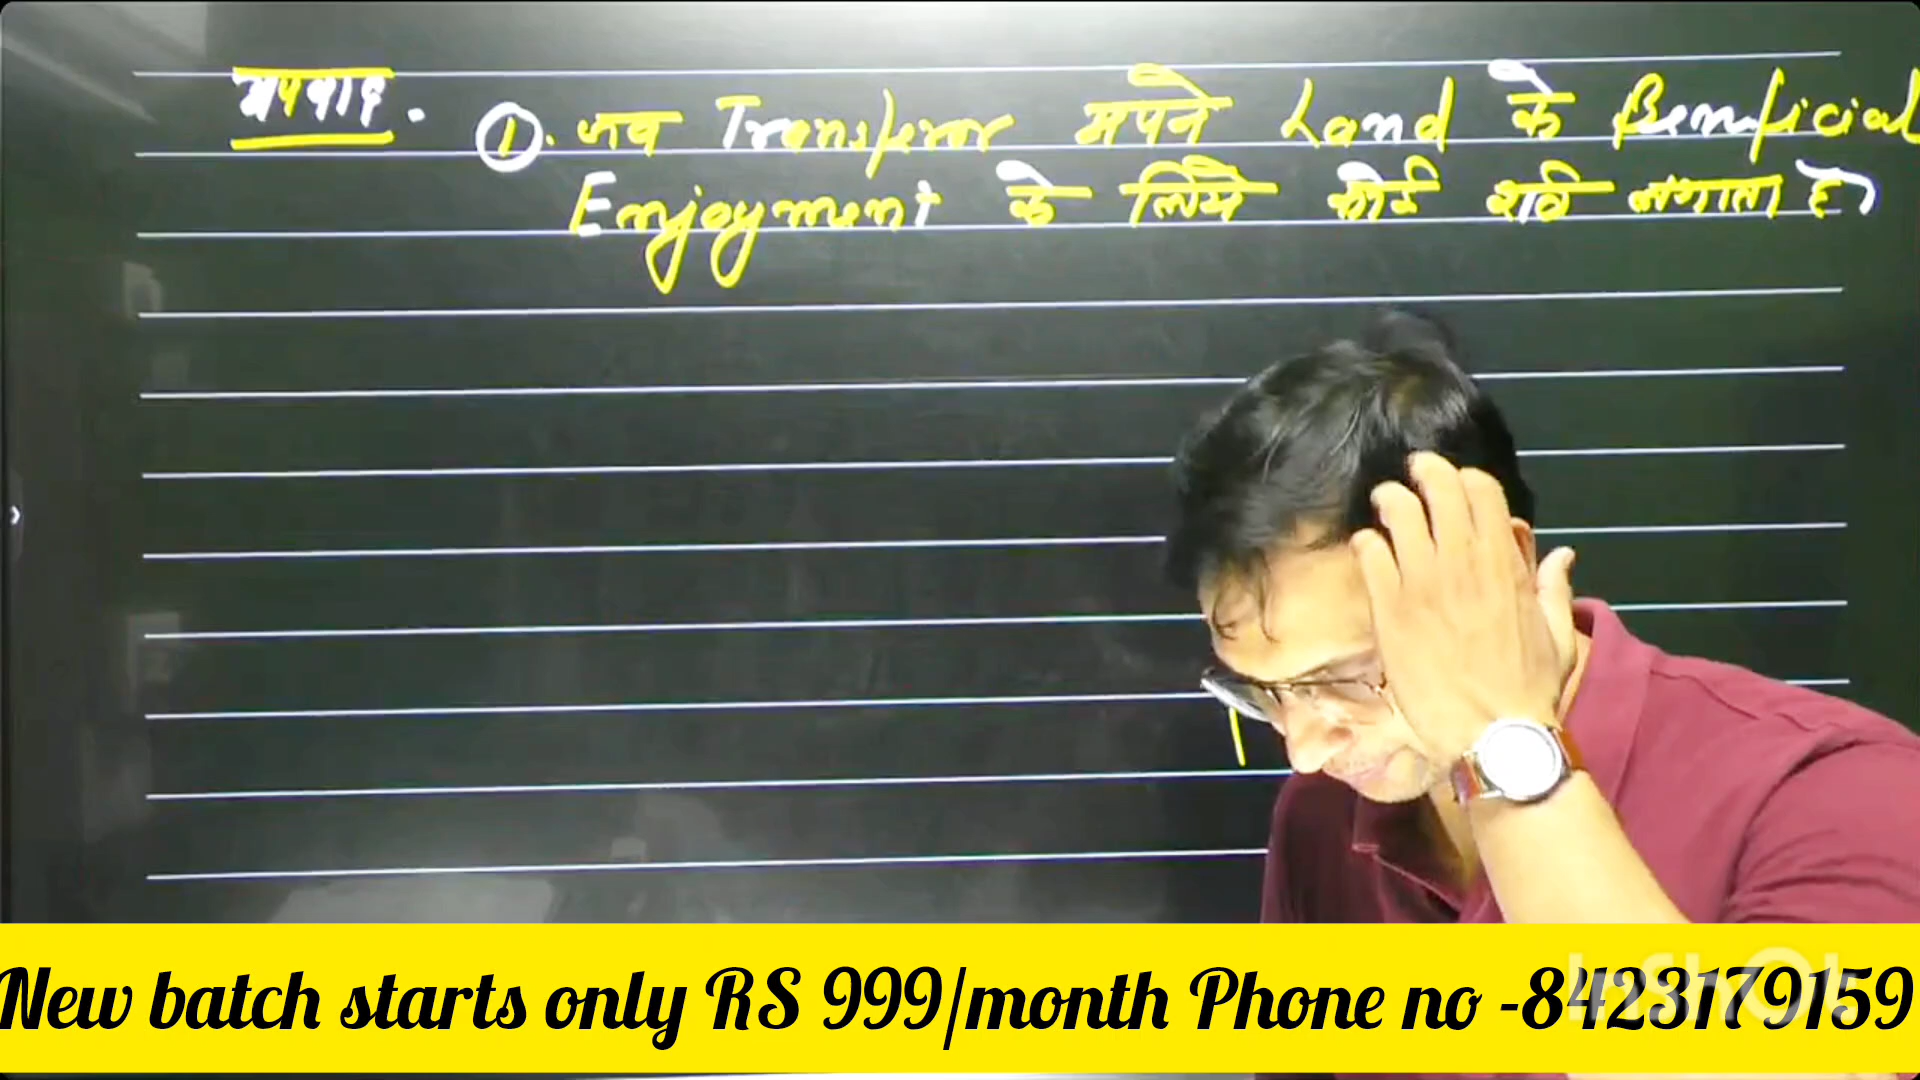 अपवाद. ①. जब Transferor अपने Land के Beneficial
Enjoyment के लिये कोई शर्त लगाता है।
New batch starts only RS 999/month Phone no -8423179159
InShOt